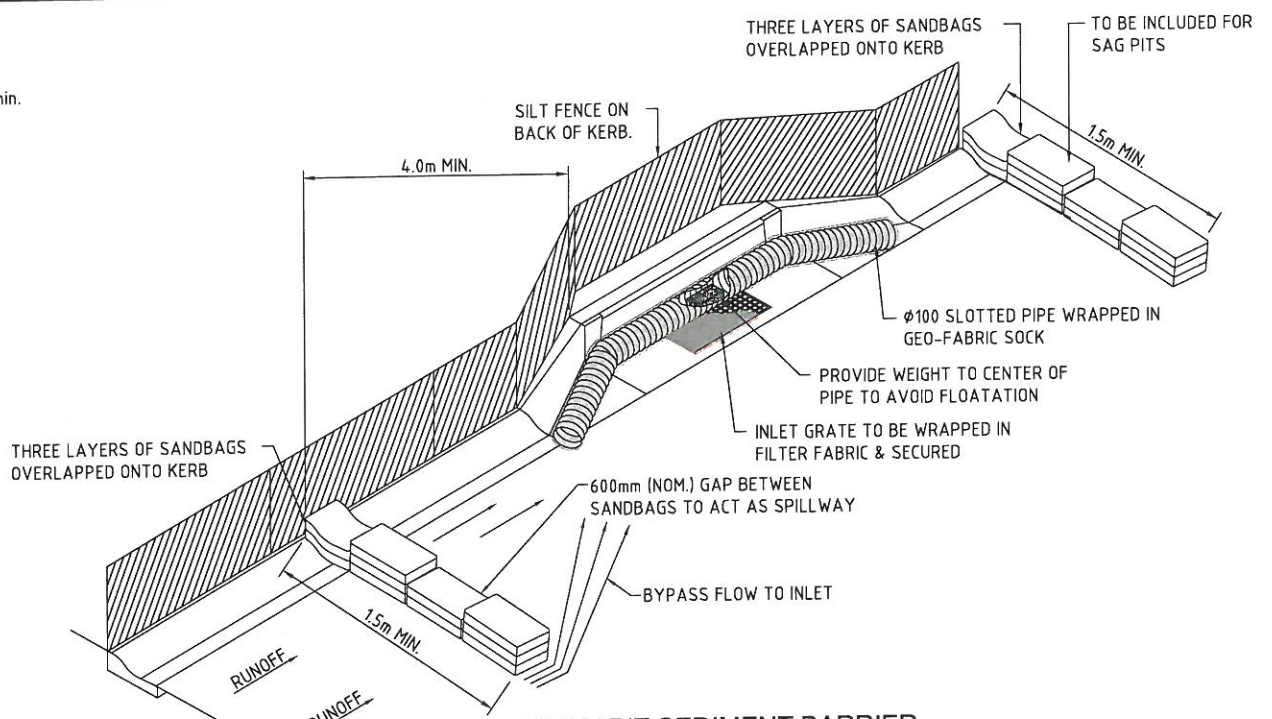 THREE LAYERS OF SANDBAGS
OVERLAPPED ONTO KERB
TO BE INCLUDED FOR
SAG PITS
min.
SILT FENCE ON
BACK OF KERB.
4.0m MIN.
1.5m MIN.
Ø100 SLOTTED PIPE WRAPPED IN
GEO-FABRIC SOCK
PROVIDE WEIGHT TO CENTER OF
PIPE TO AVOID FLOATATION
INLET GRATE TO BE WRAPPED IN
FILTER FABRIC & SECURED
THREE LAYERS OF SANDBAGS
OVERLAPPED ONTO KERB
600mm (NOM.) GAP BETWEEN
SANDBAGS TO ACT AS SPILLWAY
BYPASS FLOW TO INLET
1.5m MIN.
RUNOFF
RUNOFF
SEDIMENT BARRIER